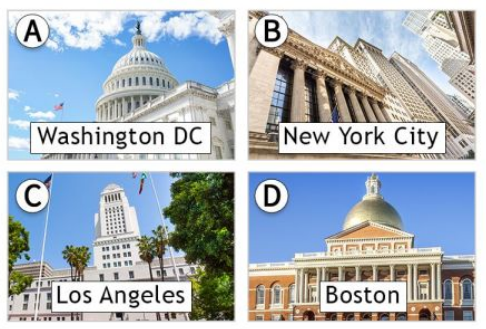 A
Washington DC
B
New York City
C
Los Angeles
D
Boston